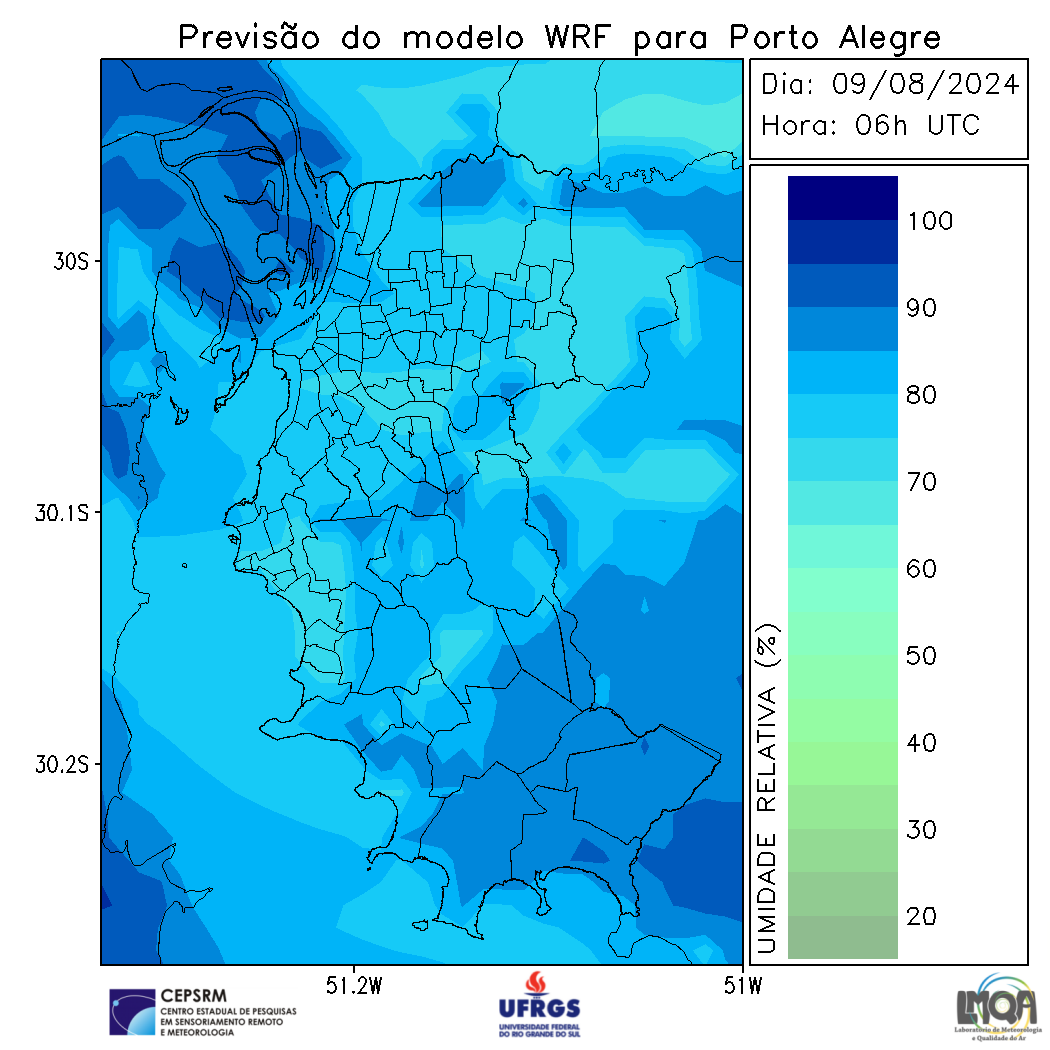 Previsão do modelo WRF para Porto Alegre
Dia: 09/08/2024
Hora: 06h UTC
30S
30.1S
30.2S
51.2W
51W
100
90
80
70
60
50
40
30
20
UMIDADE RELATIVA (%)
CEPSRM
CENTRO ESTADUAL DE PESQUISAS
EM SENSORIAMENTO REMOTO
E METEOROLOGIA
UFRGS
UNIVERSIDADE FEDERAL
DO RIO GRANDE DO SUL
LMQA
Laboratório de Meteorologia
e Qualidade do Ar